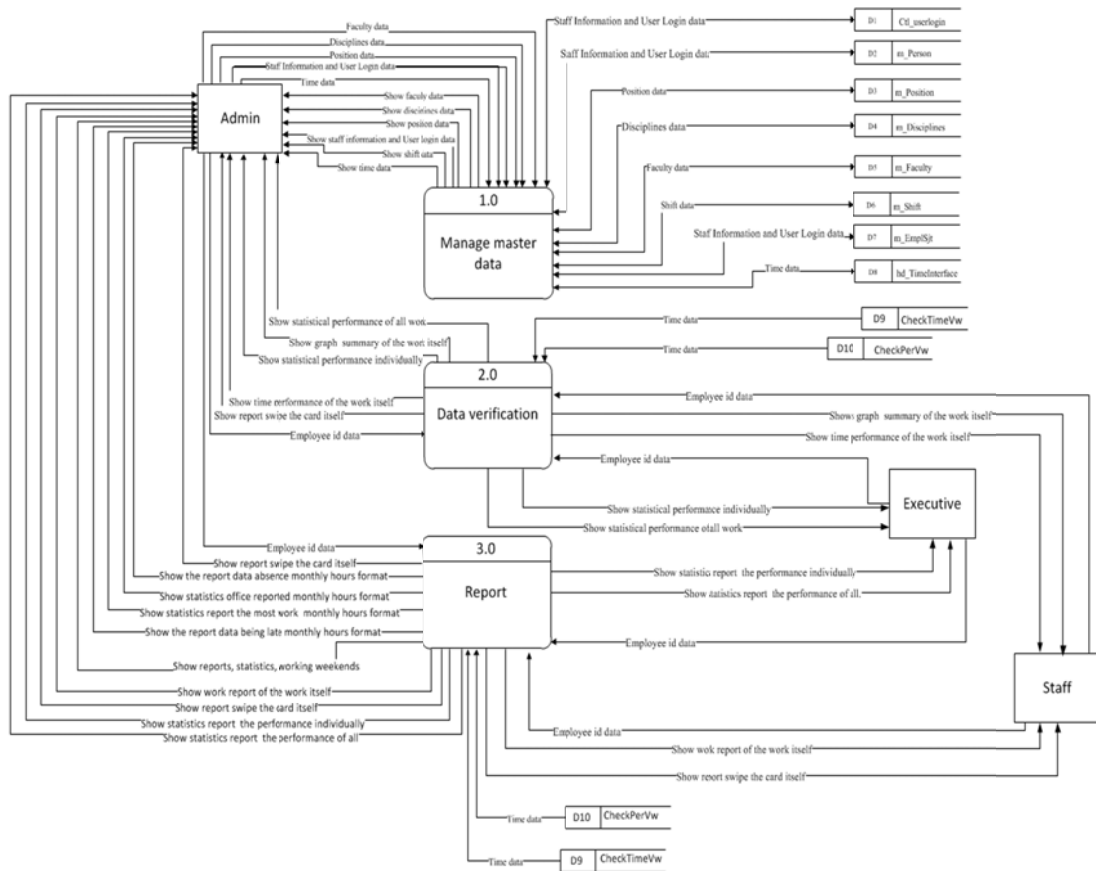 Faculty data
Disciplines data
Position data
Staff Information and User Login data
Time data
Admin
Show faculy data
Show discitines data
Show positon data
Show staff information and User login data
Show shift ata
Show time data
1.0
Manage master
data
Staff Information and User Login data
D1 Ctl_userlogin
Saff Information and User Login data
D2 m_Person
Position data
D3 m_Position
Disciplines data
D4 m_Disciplines
Faculty data
D5 m_Faculty
Shift data
D6 m_Shift
Staf Information and User Login data
D7 m_EmplSjt
Time data
D8 hd_TimeInterface
Show statistical performance of all work
Show graph summary of the work itself
Show statistical performance individually
Time data
D9 CheckTimeVw
Time data
D10 CheckPerVw
2.0
Data verification
Show time performance of the work itself
Show report swipe the card itself
Employee id data
Employee id data
Show graph summary of the work itself
Show time performance of the work itself
Employee id data
Executive
Show statistical performance individually
Show statistical performance of all work
Employee id data
Show report swipe the card itself
Show the report data absence monthly hours format
Show statistics office reported monthly hours format
Show statistics report the most work monthly hours format
Show the report data being late monthly hours format
Show reports, statistics, working weekends
Show work report of the work itself
Show report swipe the card itself
Show statistics report the performance individually
Show statistics report the performance of all
3.0
Report
Show statistic report the performance individually
Show statistics report the performance of all.
Employee id data
Staff
Employee id data
Show wok report of the work itself
Show report swipe the card itself
Time data
D10 CheckPerVw
Time data
D9 CheckTimeVw